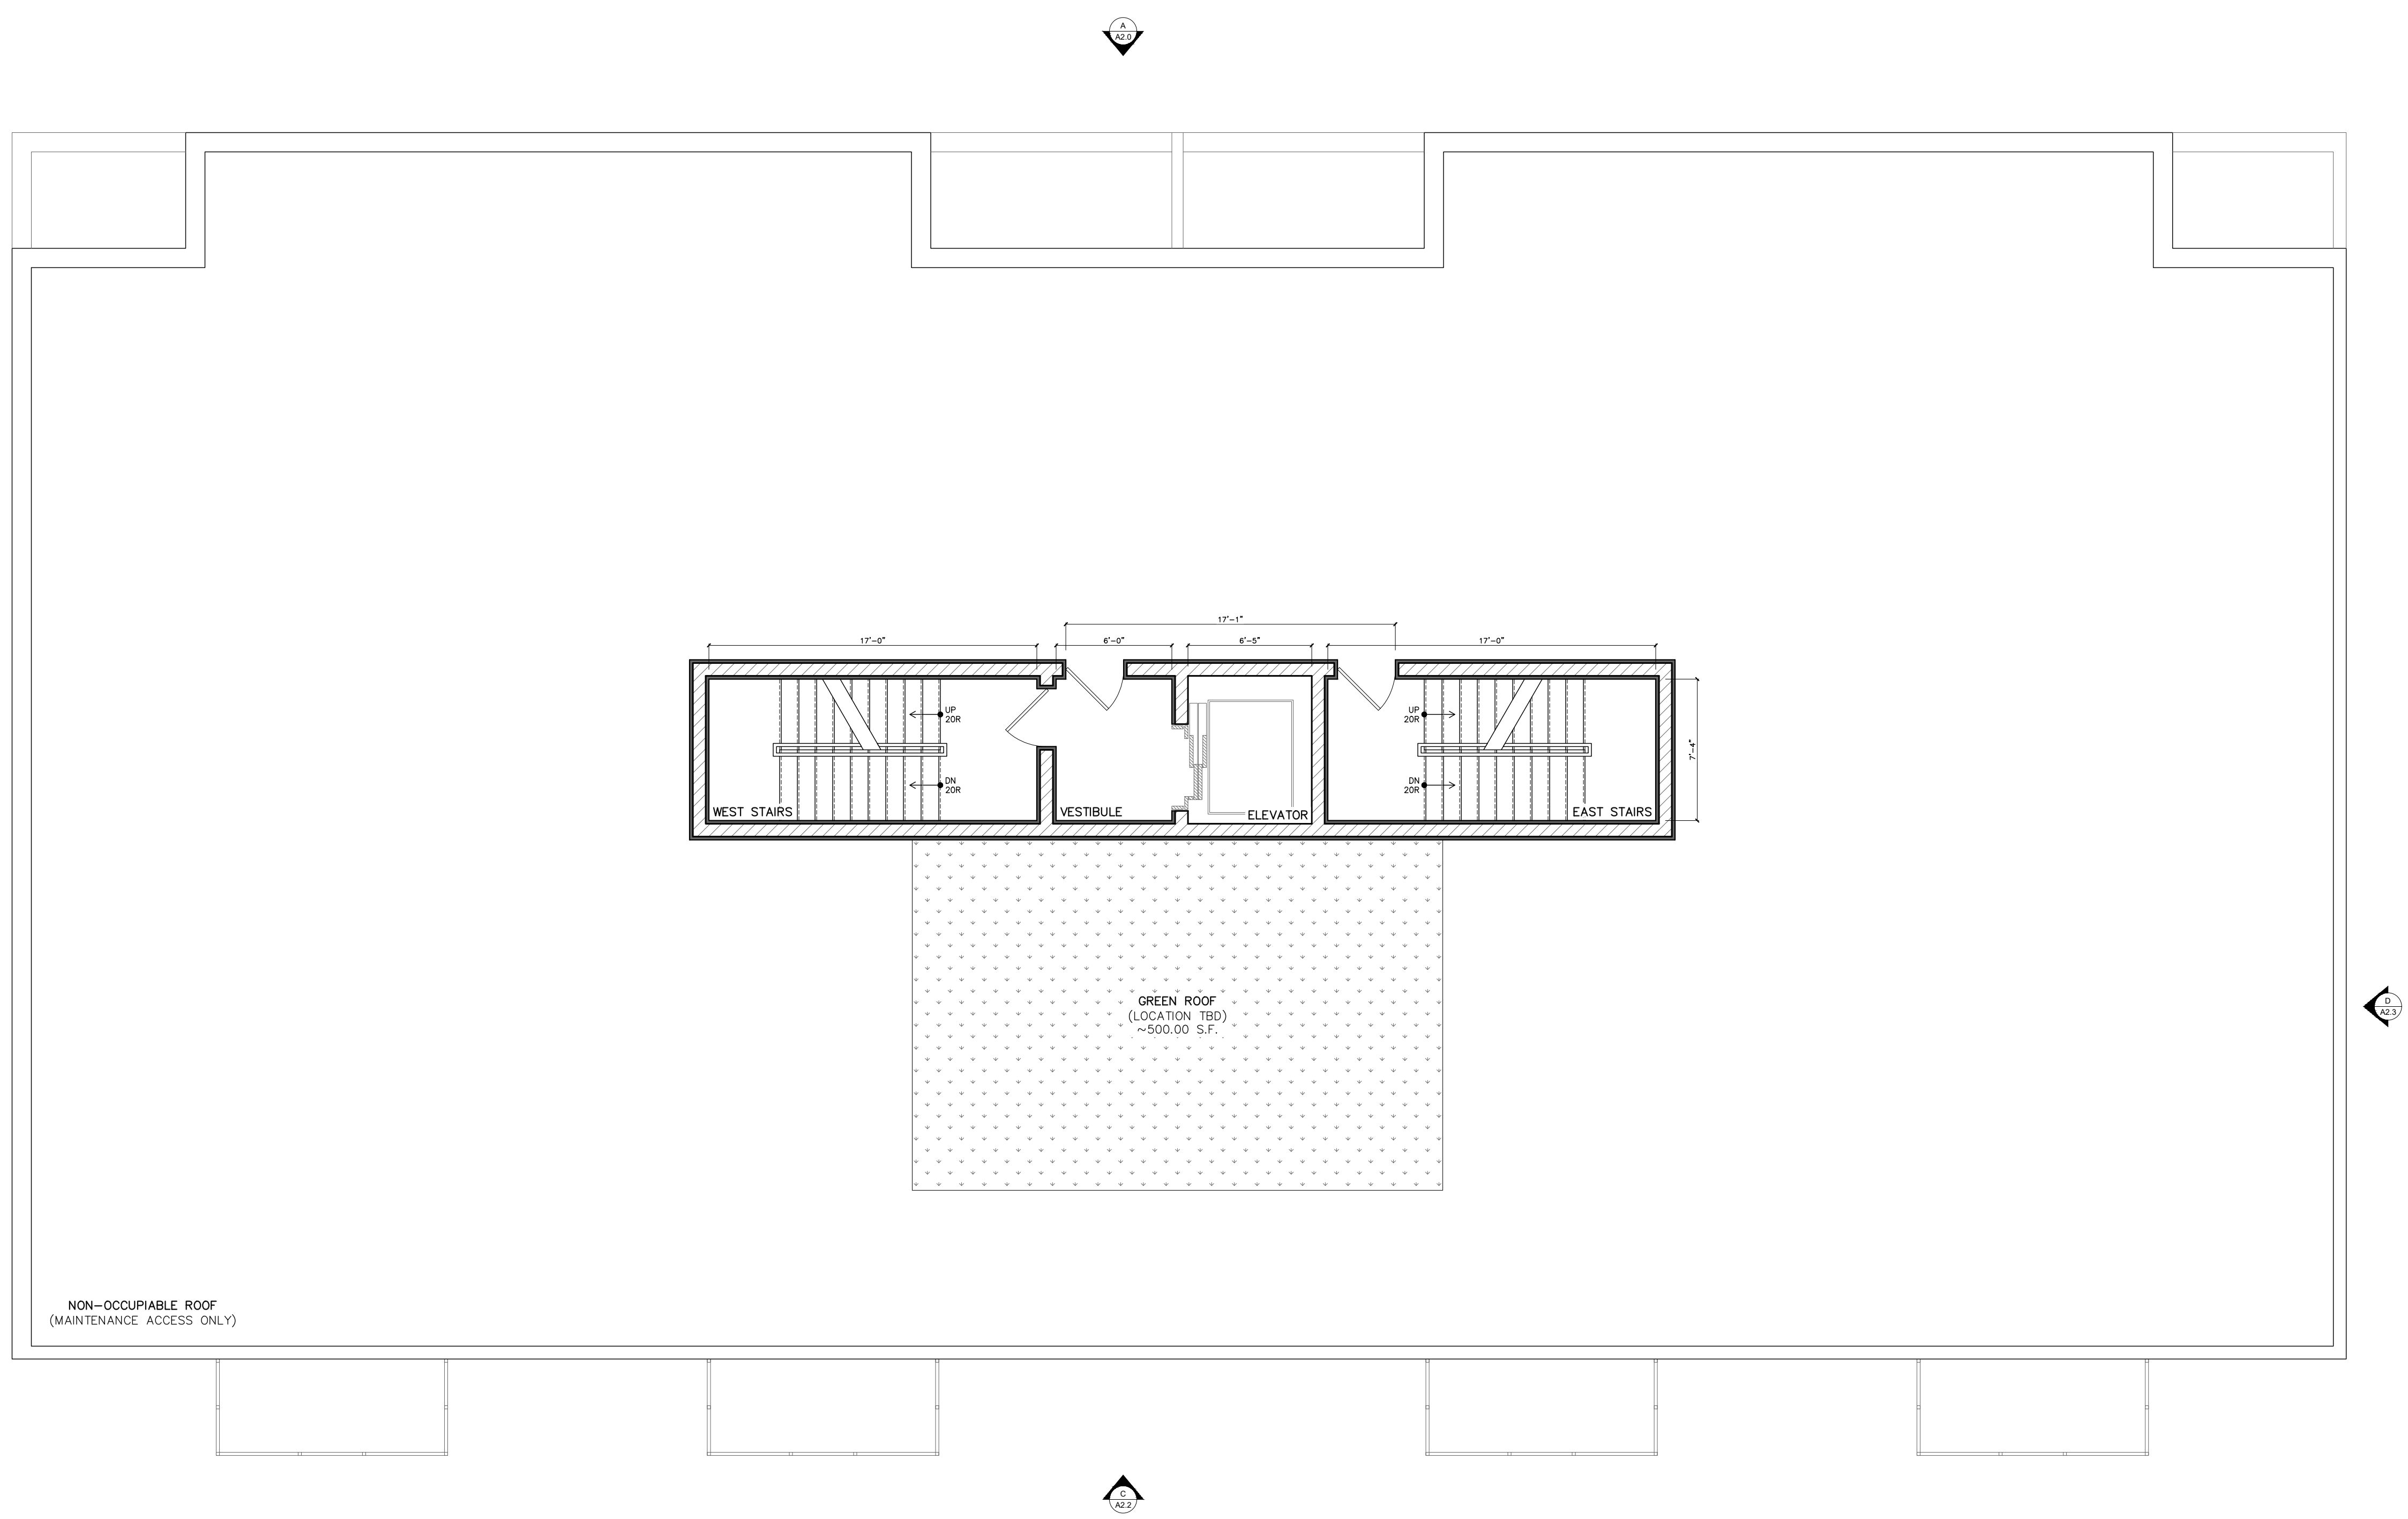 A
A2.0
17'-1"
17'-0"
6'-0"
6'-5"
17'-0"
UP
20R
UP
20R
7'-4"
DN
20R
DN
20R
WEST STAIRS
VESTIBULE
ELEVATOR
EAST STAIRS
GREEN ROOF
(LOCATION TBD)
~500.00 S.F.
D
A2.3
NON-OCCUPIABLE ROOF
(MAINTENANCE ACCESS ONLY)
C
A2.2